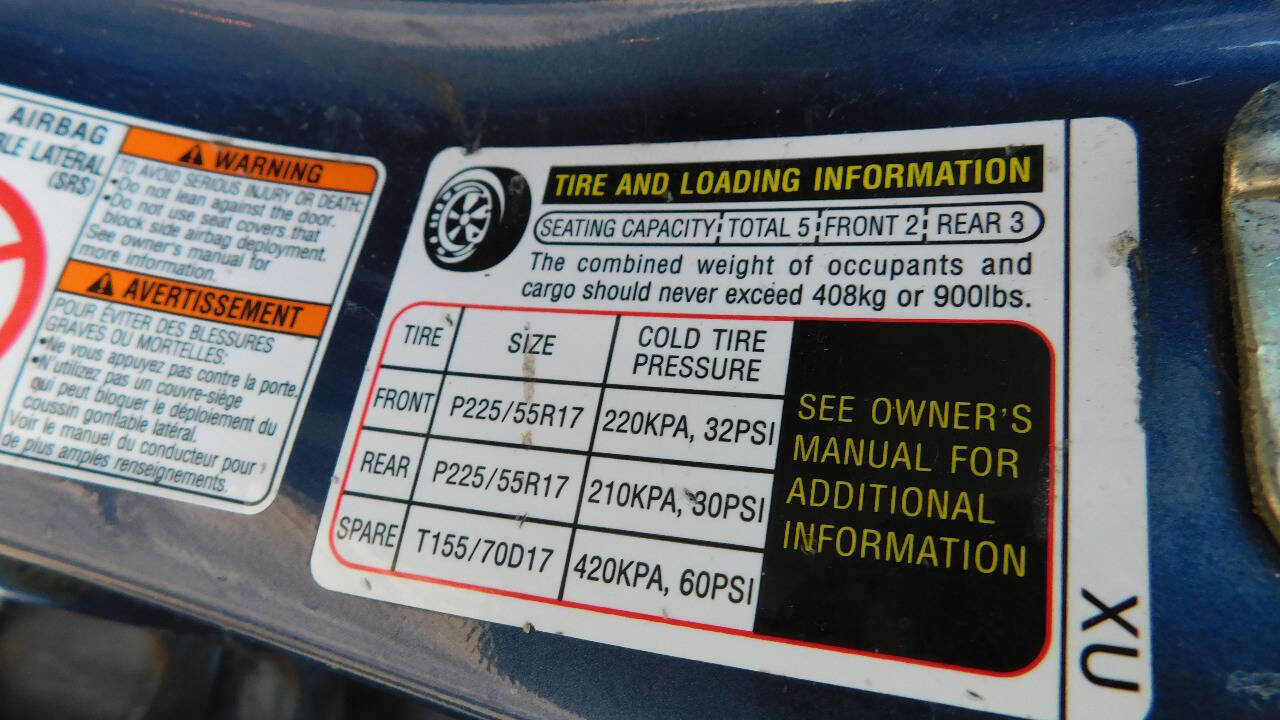 AIRBAG
LATÉRAL
(SRS)
WARNING
TO AVOID SERIOUS INJURY OR DEATH:
•Do not lean against the door.
•Do not use seat covers that
block side airbag deployment.
See owner's manual for
more information.
AVERTISSEMENT
POUR ÉVITER DES BLESSURES
GRAVES OU MORTELLES:
•Ne vous appuyez pas contre la porte.
•N'utilizez pas un couvre-siège
qui peut bloquer le déploiement du
coussin gonflable latéral.
Voir le manuel du conducteur pour
de plus amples renseignements.
TIRE AND LOADING INFORMATION
SEATING CAPACITY TOTAL 5 FRONT 2 REAR 3
The combined weight of occupants and
cargo should never exceed 408kg or 900lbs.
TIRE SIZE COLD TIRE
PRESSURE
FRONT P225/55R17 220KPA, 32PSI
REAR P225/55R17 210KPA, 30PSI
SPARE T155/70D17 420KPA, 60PSI
SEE OWNER'S
MANUAL FOR
ADDITIONAL
INFORMATION
XU